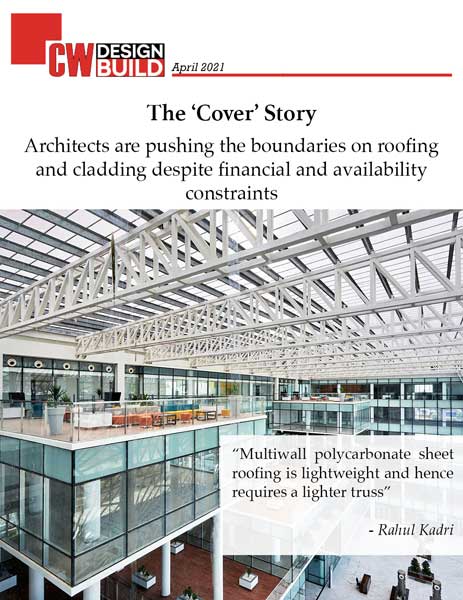 CW DESIGN
BUILD
April 2021
The ‘Cover’ Story
Architects are pushing the boundaries on roofing
and cladding despite financial and availability
constraints
“Multiwall polycarbonate sheet
roofing is lightweight and hence
requires a lighter truss”
- Rahul Kadri